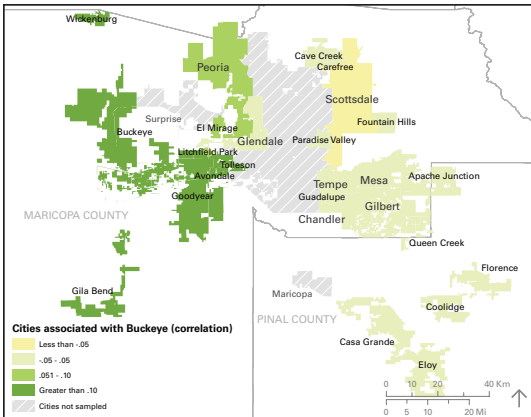 Wickenburg
Cave Creek
Peoria
Carefree
Scottsdale
Surprise
Fountain Hills
Buckeye
El Mirage
Glendale
Paradise Valley
Litchfield Park
Tolleson
Mesa
Avondale
Tempe
Apache Junction
Goodyear
Guadalupe
Gilbert
MARICOPA COUNTY
Chandler
Queen Creek
Florence
Gila Bend
Maricopa
Coolidge
PINAL COUNTY
Casa Grande
Eloy
Cities associated with Buckeye (correlation)
Less than -.05
-.05 - .05
.051 - .10
Greater than .10
Cities not sampled
0 10 20 40 Km
0 10 20 Mi